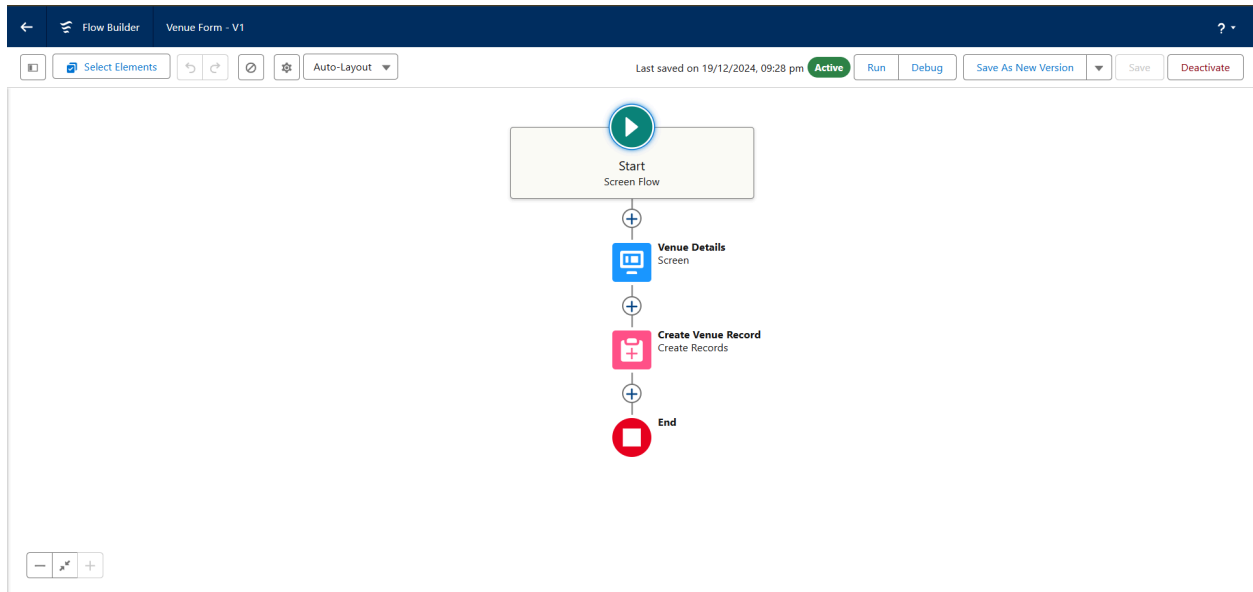 Flow Builder
Venue Form - V1
?
Select Elements
Auto-Layout
Last saved on 19/12/2024, 09:28 pm
Active
Run
Debug
Save As New Version
Save
Deactivate
Start
Screen Flow
Venue Details
Screen
Create Venue Record
Create Records
End